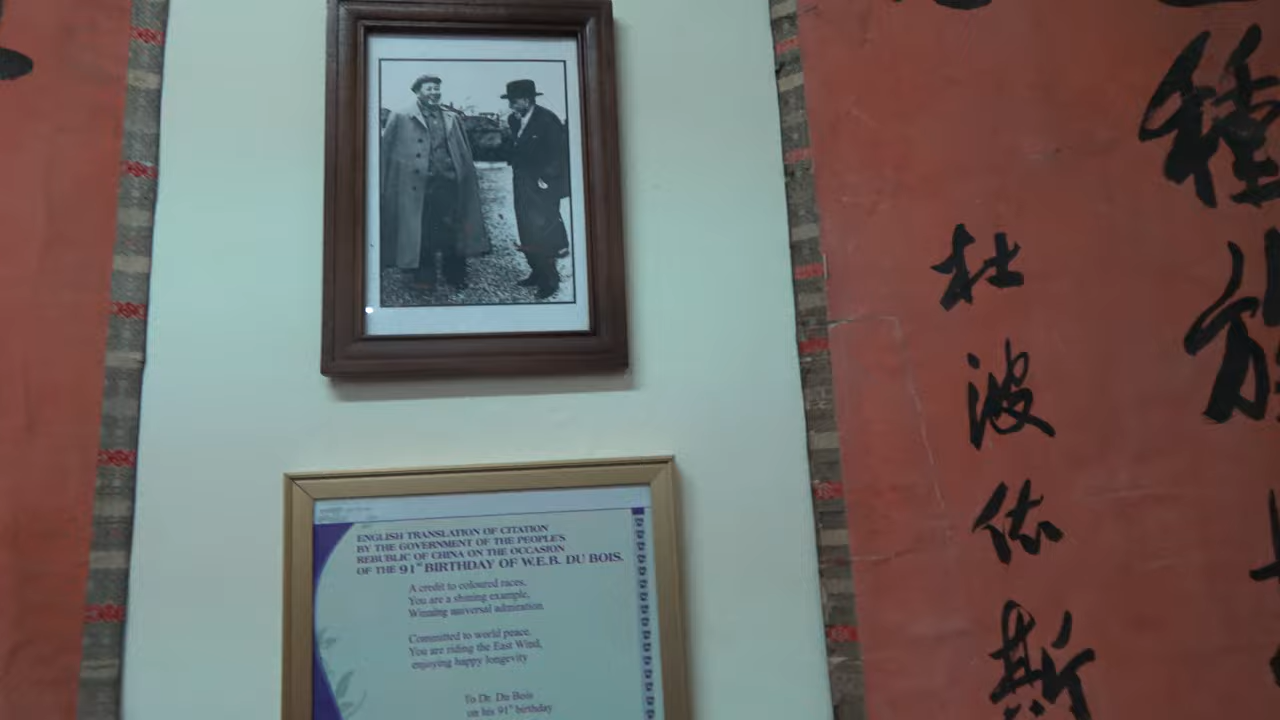 ENGLISH TRANSLATION OF CITATION
BY THE GOVERNMENT OF THE PEOPLE'S
REBUBLIC OF CHINA ON THE OCCASION
OF THE 91st BIRTHDAY OF W.E.B. DU BOIS.
A credit to coloured races,
You are a shining example,
Winning universal admiration.
Committed to world peace,
You are riding the East Wind,
enjoying happy longevity
To Dr. Du Bois
on his 91st birthday
種
杜波依斯